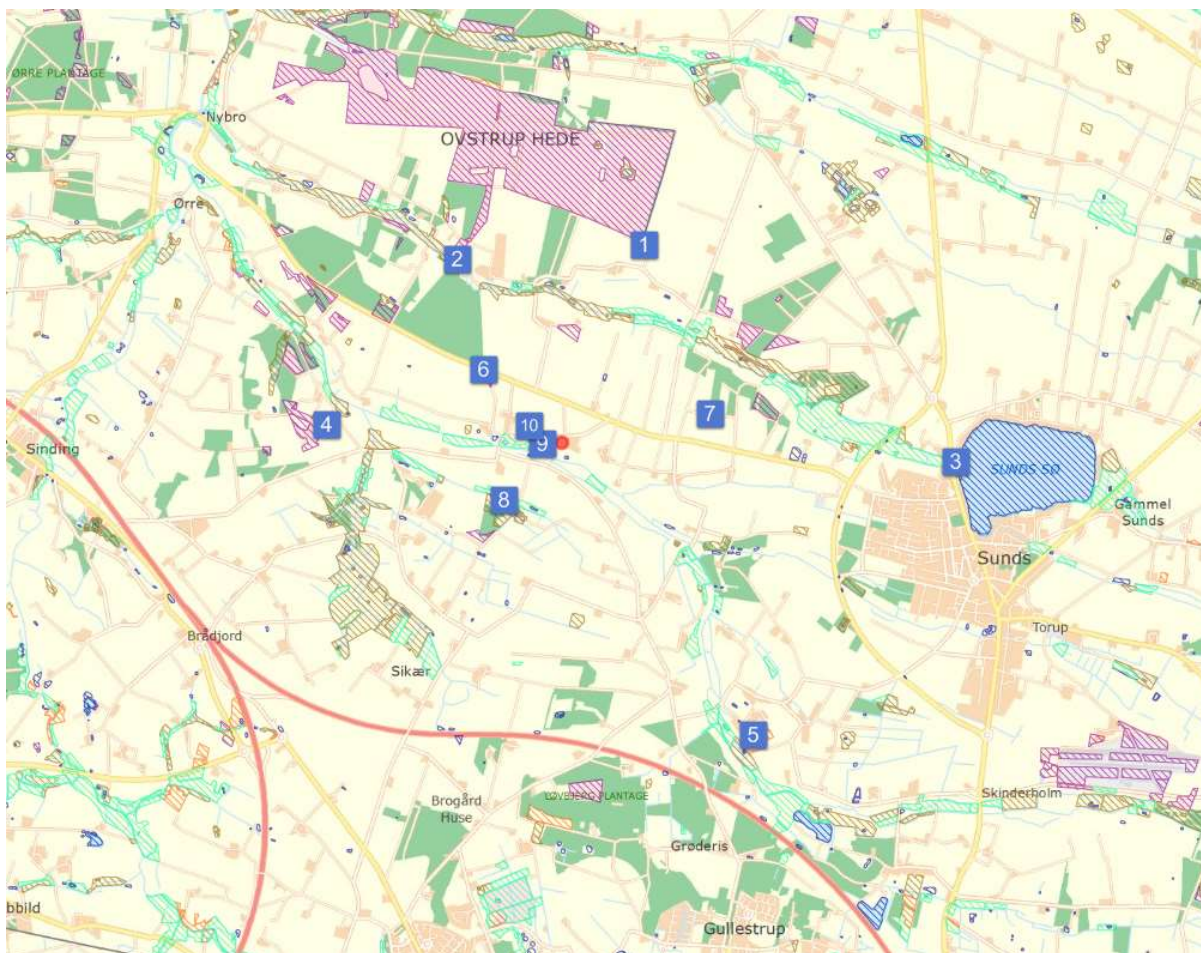 ØRRE PLANTAGE
Nybro
OVSTRUP HEDE
Ørre
1
2
6
4
10
7
9
3
SUNDS SØ
Sinding
8
Gammel
Sunds
Sunds
Torup
Brådjord
Sikær
5
Brogård
Huse
LØVBJERG PLANTAGE
Skinderholm
Grøderis
bbild
Gullestrup